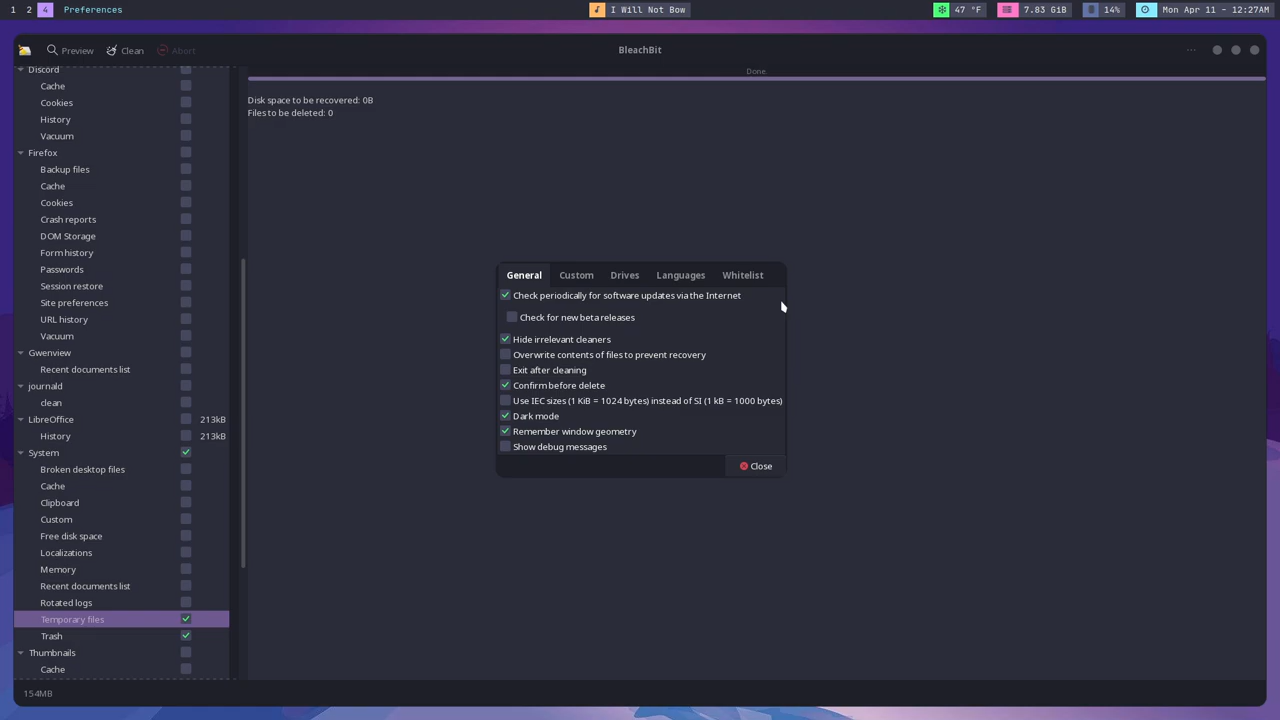 1 2 4 Preferences
I Will Not Bow
47 °F 7.83 GiB 14% Mon Apr 11 - 12:27AM
Preview Clean Abort
BleachBit
...
Discord
Cache
Cookies
History
Vacuum
Firefox
Backup files
Cache
Cookies
Crash reports
DOM Storage
Form history
Passwords
Session restore
Site preferences
URL history
Vacuum
Gwenview
Recent documents list
journald
clean
LibreOffice 213kB
History 213kB
System
Broken desktop files
Cache
Clipboard
Custom
Free disk space
Localizations
Memory
Recent documents list
Rotated logs
Temporary files
Trash
Thumbnails
Cache
154MB
Done.
Disk space to be recovered: 0B
Files to be deleted: 0
General Custom Drives Languages Whitelist
Check periodically for software updates via the Internet
Check for new beta releases
Hide irrelevant cleaners
Overwrite contents of files to prevent recovery
Exit after cleaning
Confirm before delete
Use IEC sizes (1 KiB = 1024 bytes) instead of SI (1 kB = 1000 bytes)
Dark mode
Remember window geometry
Show debug messages
Close